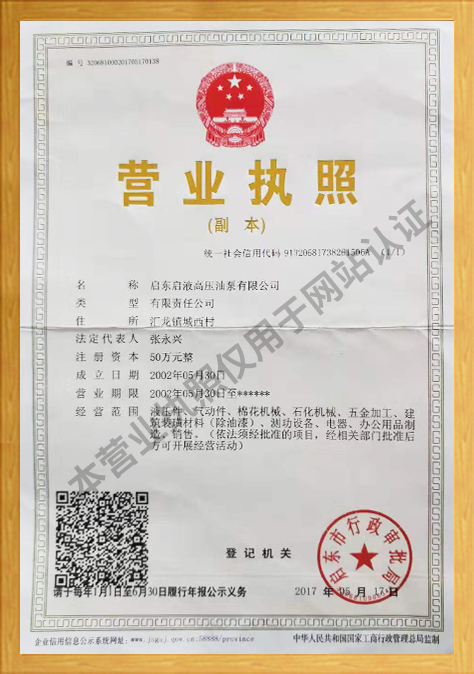 编 号 320681000201705170138
营业执照
(副 本)
统一社会信用代码 91320681738261506A (1/1)
名 称 启东启液高压油泵有限公司
类 型 有限责任公司
住 所 汇龙镇城西村
法定代表人 张永兴
注册资本 50万元整
成立日期 2002年05月30日
营业期限 2002年05月30日至******
经营范围 液压件、气动件、棉花机械、石化机械、五金加工、建
筑装璜材料（除油漆）、测功设备、电器、办公用品制
造、销售。（依法须经批准的项目，经相关部门批准后
方可开展经营活动）
本营业执照仅用于网站认证
登记机关
启东市行政审批局
2017 年 05 月 17 日
请于每年1月1日至6月30日履行年报公示义务
企业信用信息公示系统网址：www.jsgsj.gov.cn:58888/province
中华人民共和国国家工商行政管理总局监制